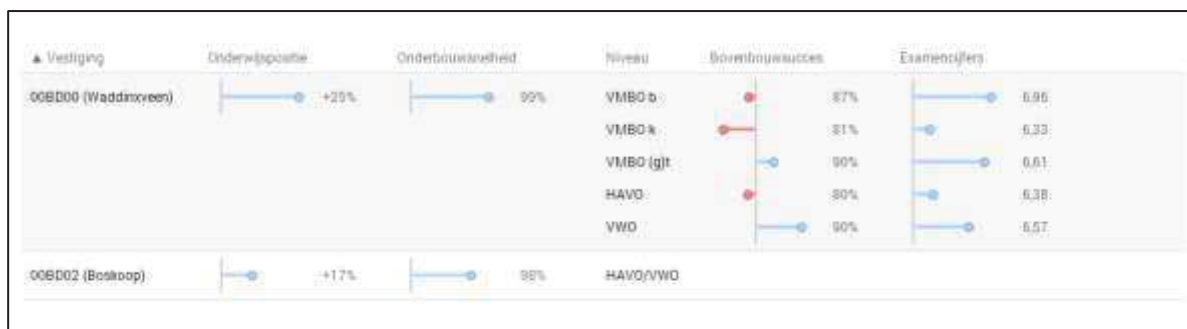 ▲ Vestiging Onderwijspositie Onderbouwsnelheid Niveau Bovenbouwsucces Examencijfers
00BD00 (Waddinxveen) +25% 99% VMBO b 87% 6,96
VMBO k 81% 6,33
VMBO (g)t 90% 6,61
HAVO 80% 6,38
VWO 90% 6,57
00BD02 (Boskoop) +17% 98% HAVO/VWO